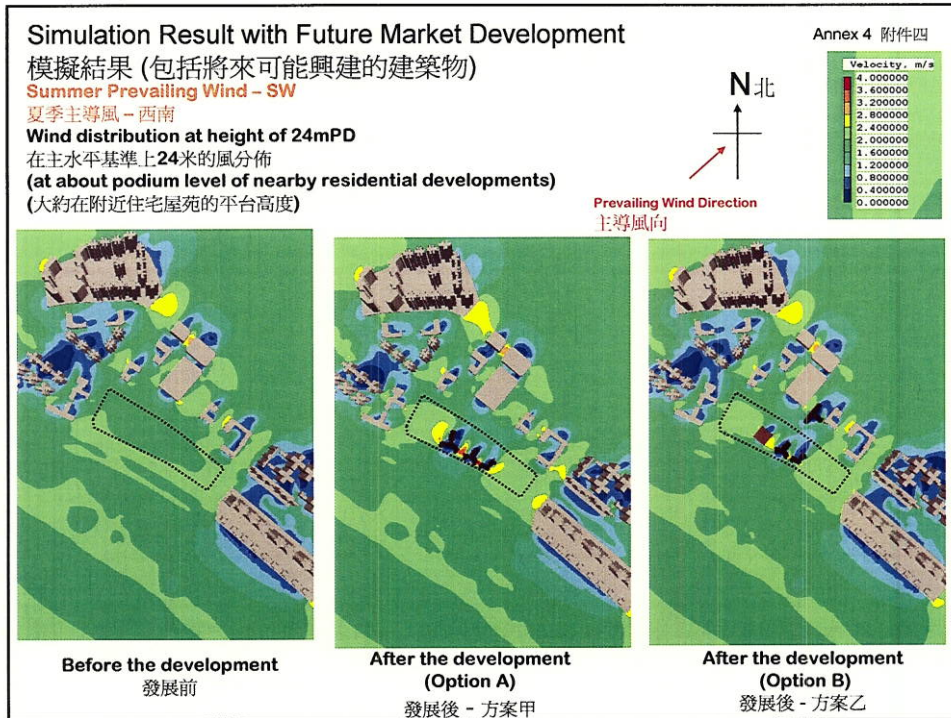 Simulation Result with Future Market Development
模擬結果 (包括將來可能興建的建築物)
Summer Prevailing Wind – SW
夏季主導風 – 西南
Wind distribution at height of 24mPD
在主水平基準上24米的風分佈
(at about podium level of nearby residential developments)
(大約在附近住宅屋苑的平台高度)
N北
Prevailing Wind Direction
主導風向
Annex 4 附件四
Velocity, m/s
4.000000
3.600000
3.200000
2.800000
2.400000
2.000000
1.600000
1.200000
0.800000
0.400000
0.000000
Before the development
發展前
After the development
(Option A)
發展後 - 方案甲
After the development
(Option B)
發展後 - 方案乙